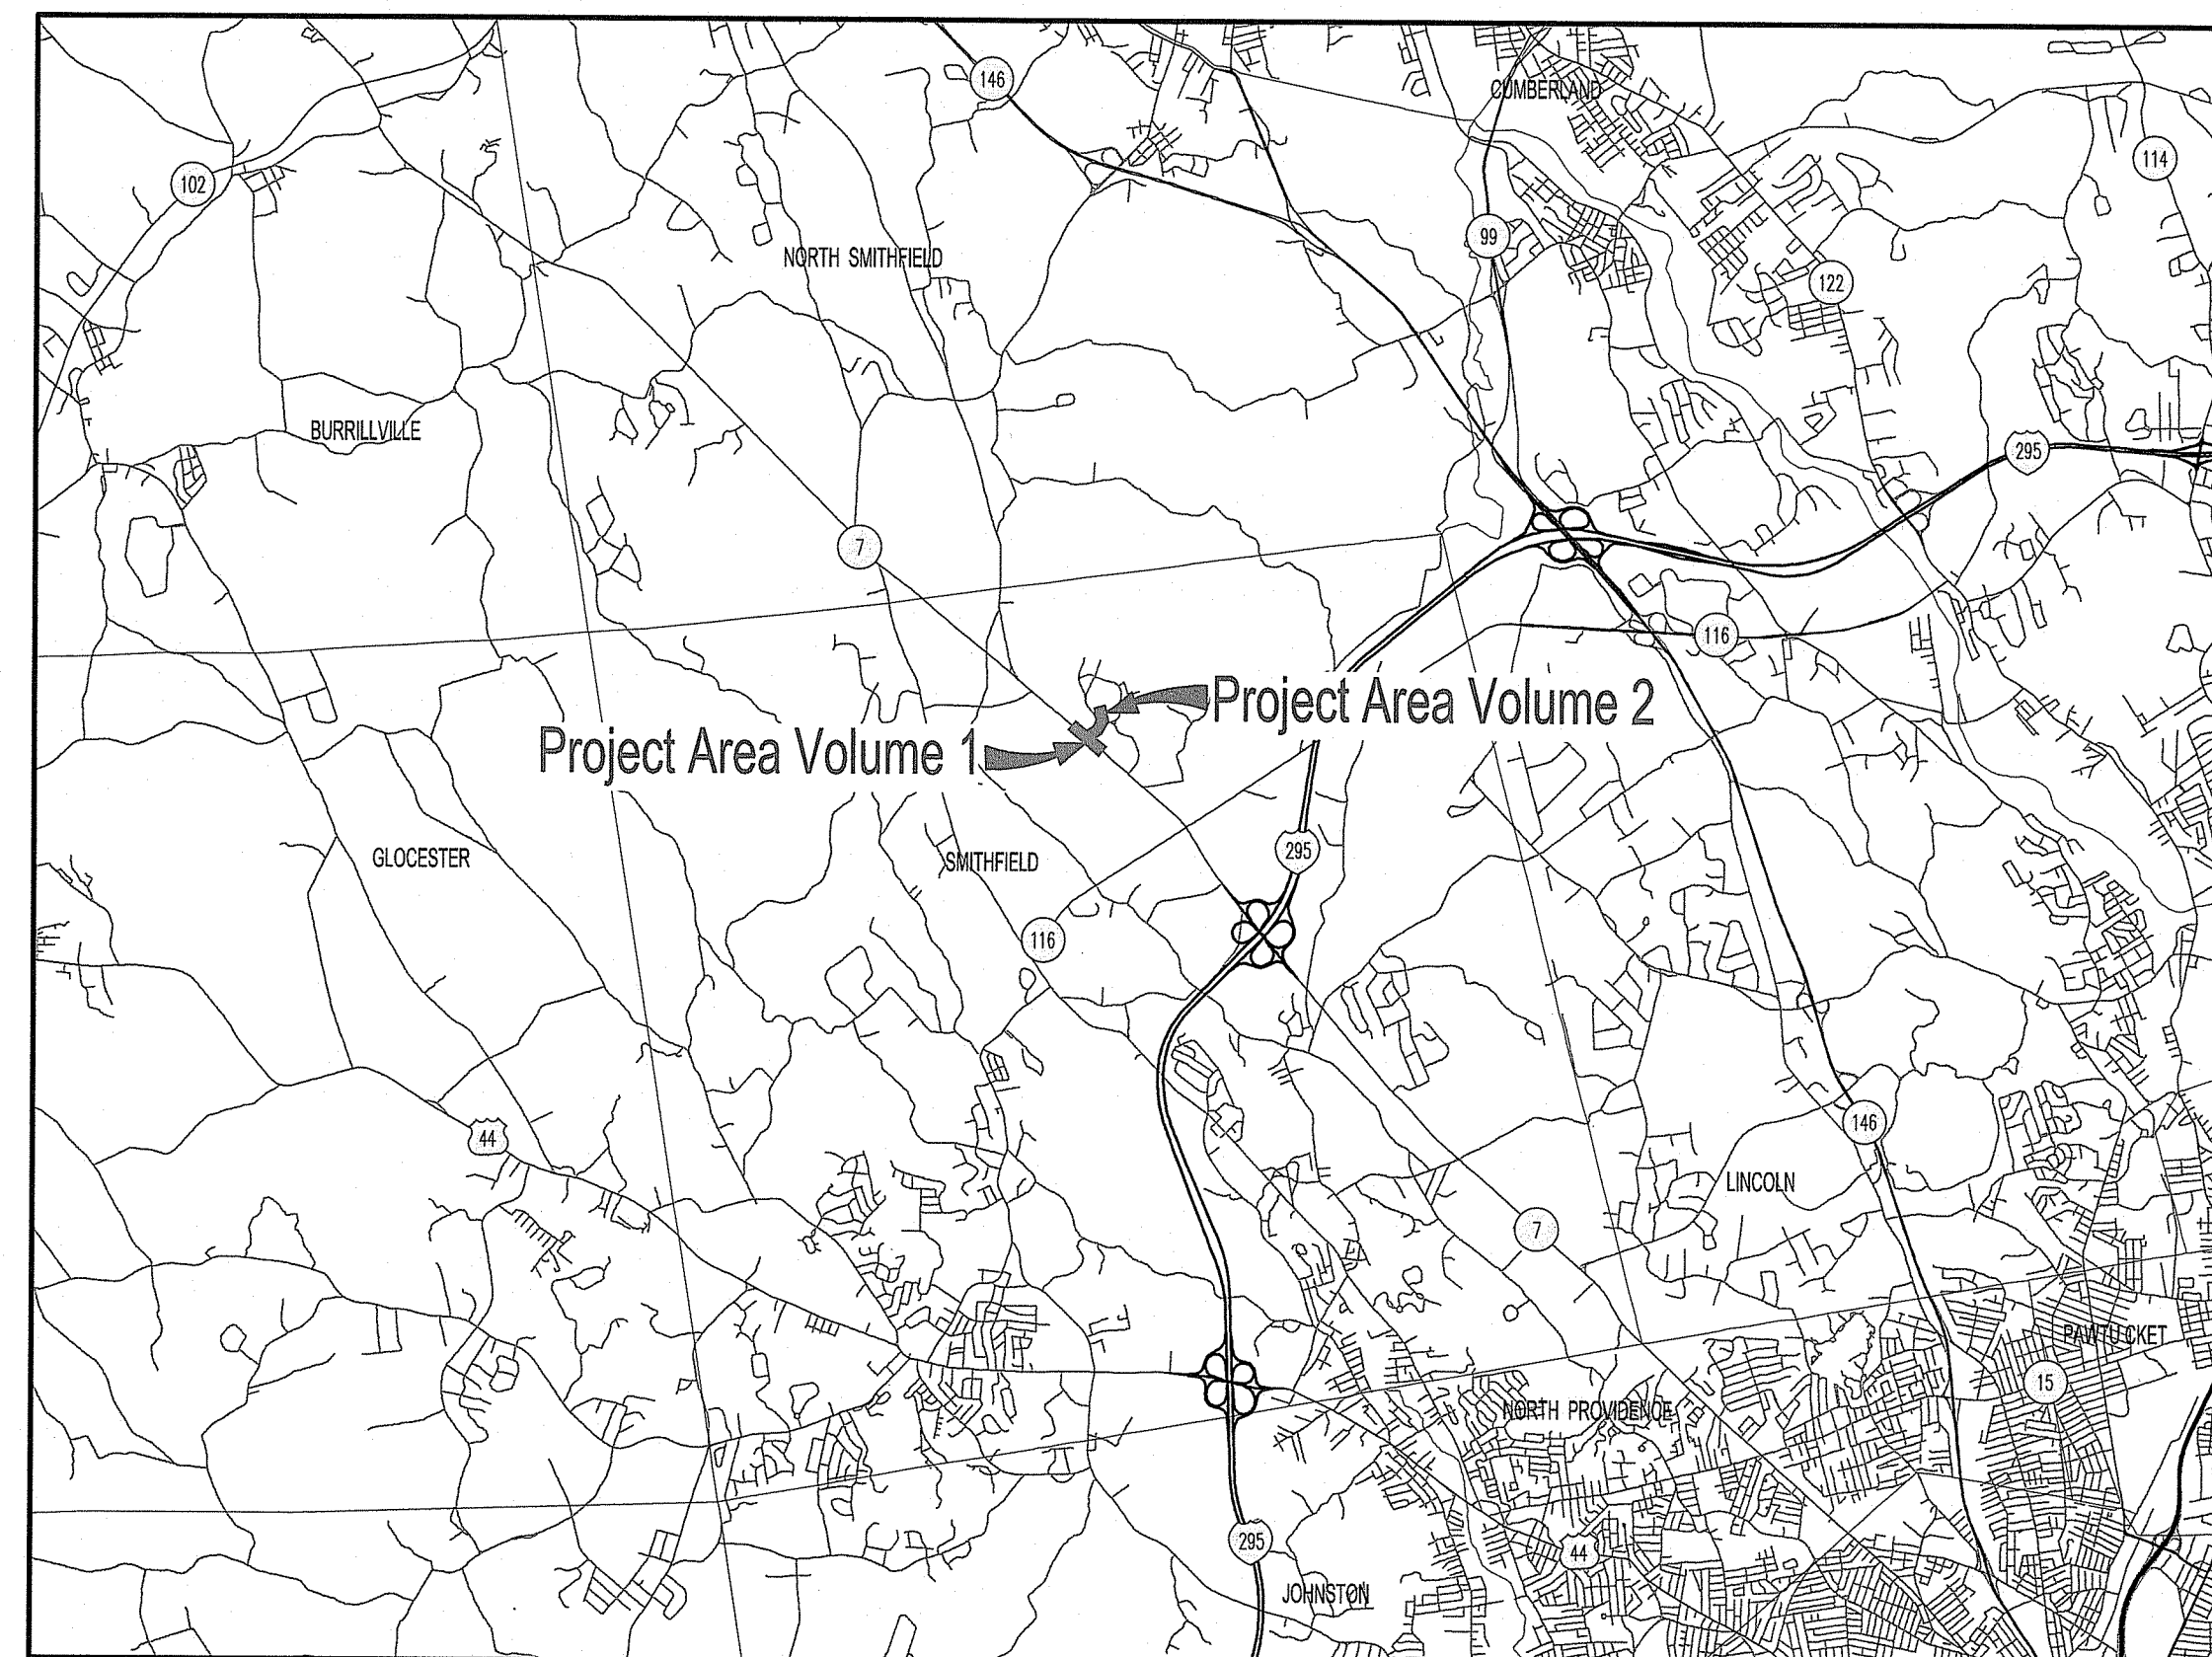 146
CUMBERLAND
114
102
99
NORTH SMITHFIELD
122
BURRILLVILLE
295
7
116
Project Area Volume 2
Project Area Volume 1
GLOCESTER
SMITHFIELD
295
116
44
146
LINCOLN
7
PAWTUCKET
15
NORTH PROVIDENCE
295
44
JOHNSTON